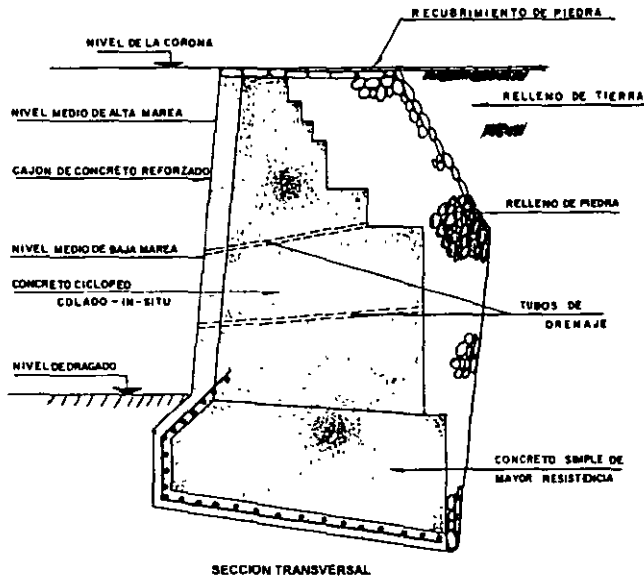 RECUBRIMIENTO DE PIEDRA
NIVEL DE LA CORONA
RELLENO DE TIERRA
NIVEL MEDIO DE ALTA MAREA
CAJON DE CONCRETO REFORZADO
RELLENO DE PIEDRA
NIVEL MEDIO DE BAJA MAREA
CONCRETO CICLOPEO
COLADO-IN-SITU
TUBOS DE
DRENAJE
NIVEL DE DRAGADO
CONCRETO SIMPLE DE
MAYOR RESISTENCIA
SECCION TRANSVERSAL